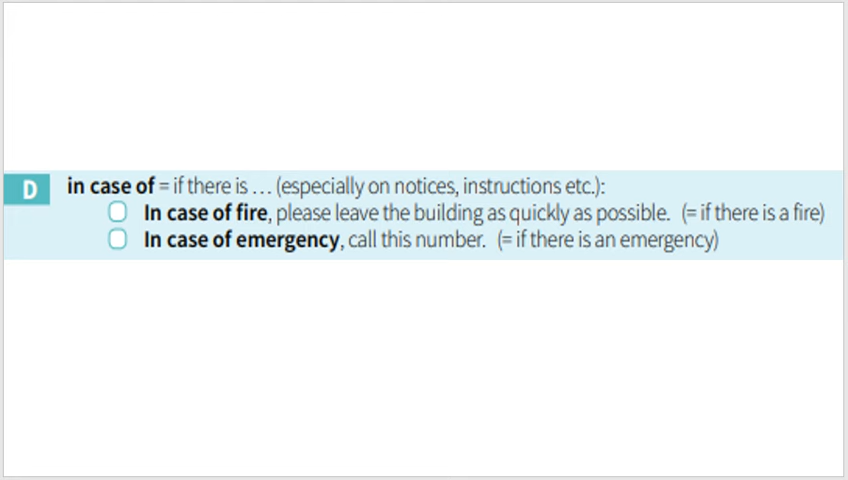 D in case of = if there is ... (especially on notices, instructions etc.):
In case of fire, please leave the building as quickly as possible. (= if there is a fire)
In case of emergency, call this number. (= if there is an emergency)